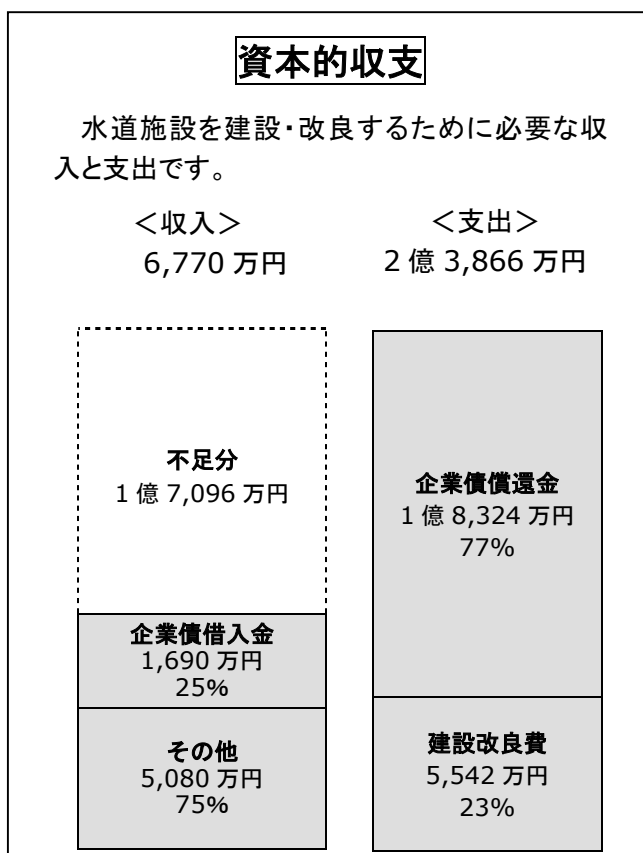 資本的収支
水道施設を建設・改良するために必要な収
入と支出です。
＜収入＞
6,770 万円
＜支出＞
2 億 3,866 万円
不足分
1 億 7,096 万円
企業債借入金
1,690 万円
25%
その他
5,080 万円
75%
企業債償還金
1 億 8,324 万円
77%
建設改良費
5,542 万円
23%